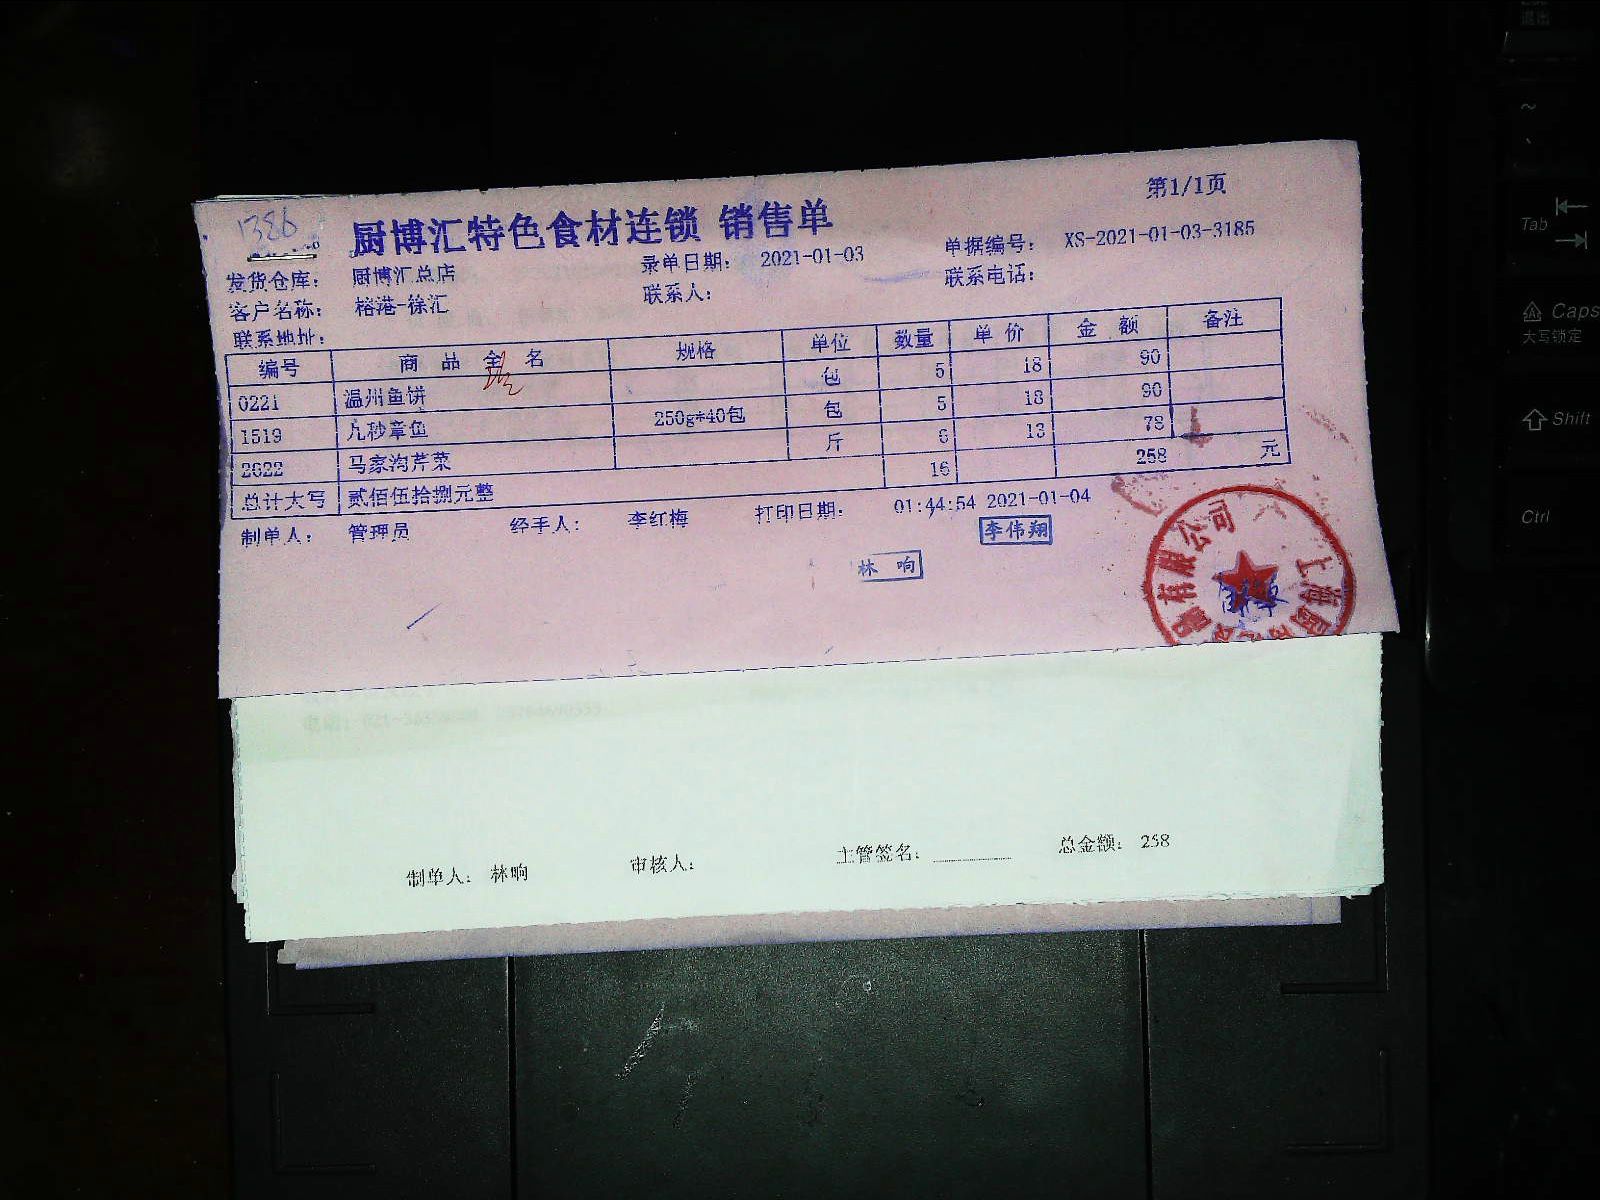 第1/1页
1386
厨博汇特色食材连锁 销售单
发货仓库： 厨博汇总店 录单日期： 2021-01-03 单据编号： XS-2021-01-03-3185
客户名称： 榕港-徐汇 联系人： 联系电话：
联系地址：
编号 商品全名 规格 单位 数量 单价 金额 备注
0221 温州鱼饼 包 5 18 90
1519 九秒章鱼 250g*40包 包 5 18 90
2622 马家沟芹菜 斤 6 13 78
总计大写 贰佰伍拾捌元整 16 258 元
制单人： 管理员 经手人： 李红梅 打印日期： 01:44:54 2021-01-04
李伟翔
林 响
有限公司 上海
制单人： 林响 审核人： 主管签名： 总金额： 258
~
Tab
Caps
大写锁定
Shift
Ctrl